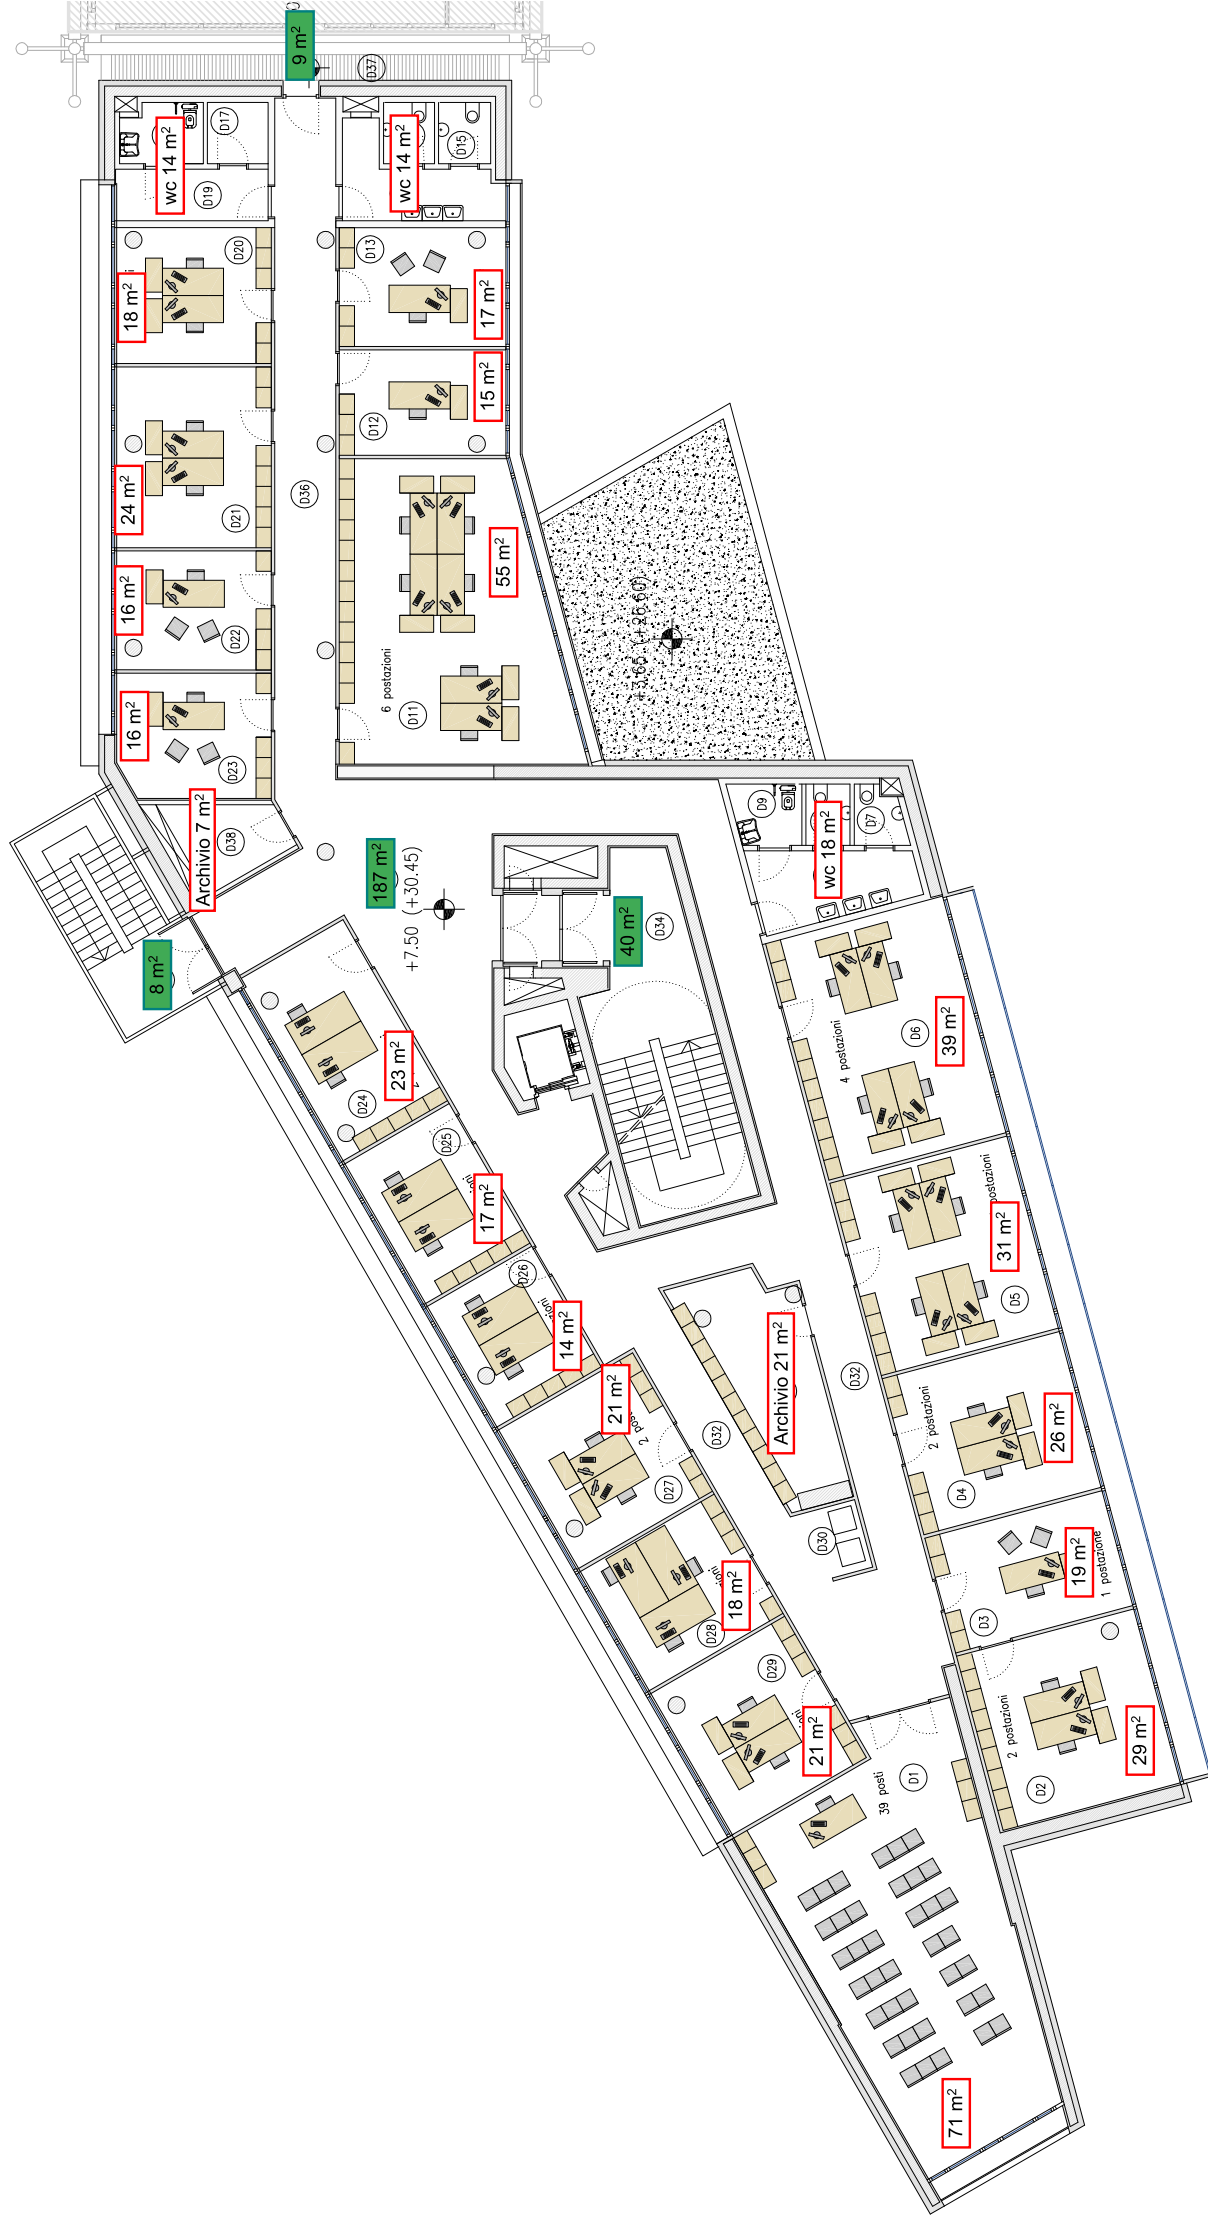 9 m²
D37
D17
wc 14 m²
D19
wc 14 m²
D15
D20
18 m²
D13
17 m²
15 m²
D12
24 m²
D21
D36
55 m²
16 m²
D22
6 postazioni
D11
16 m²
D23
+7.65 (+26.60)
Archivio 7 m²
D38
187 m²
+7.50 (+30.45)
8 m²
40 m²
D34
D9
D7
wc 18 m²
4 postazioni
D6
39 m²
23 m²
D24
D25
17 m²
D26
14 m²
postazioni
31 m²
D5
21 m²
D27
D32
Archivio 21 m²
D32
2 postazioni
26 m²
D4
D30
18 m²
D28
19 m²
1 postazione
D3
D29
21 m²
2 postazioni
29 m²
D2
39 posti
D1
71 m²